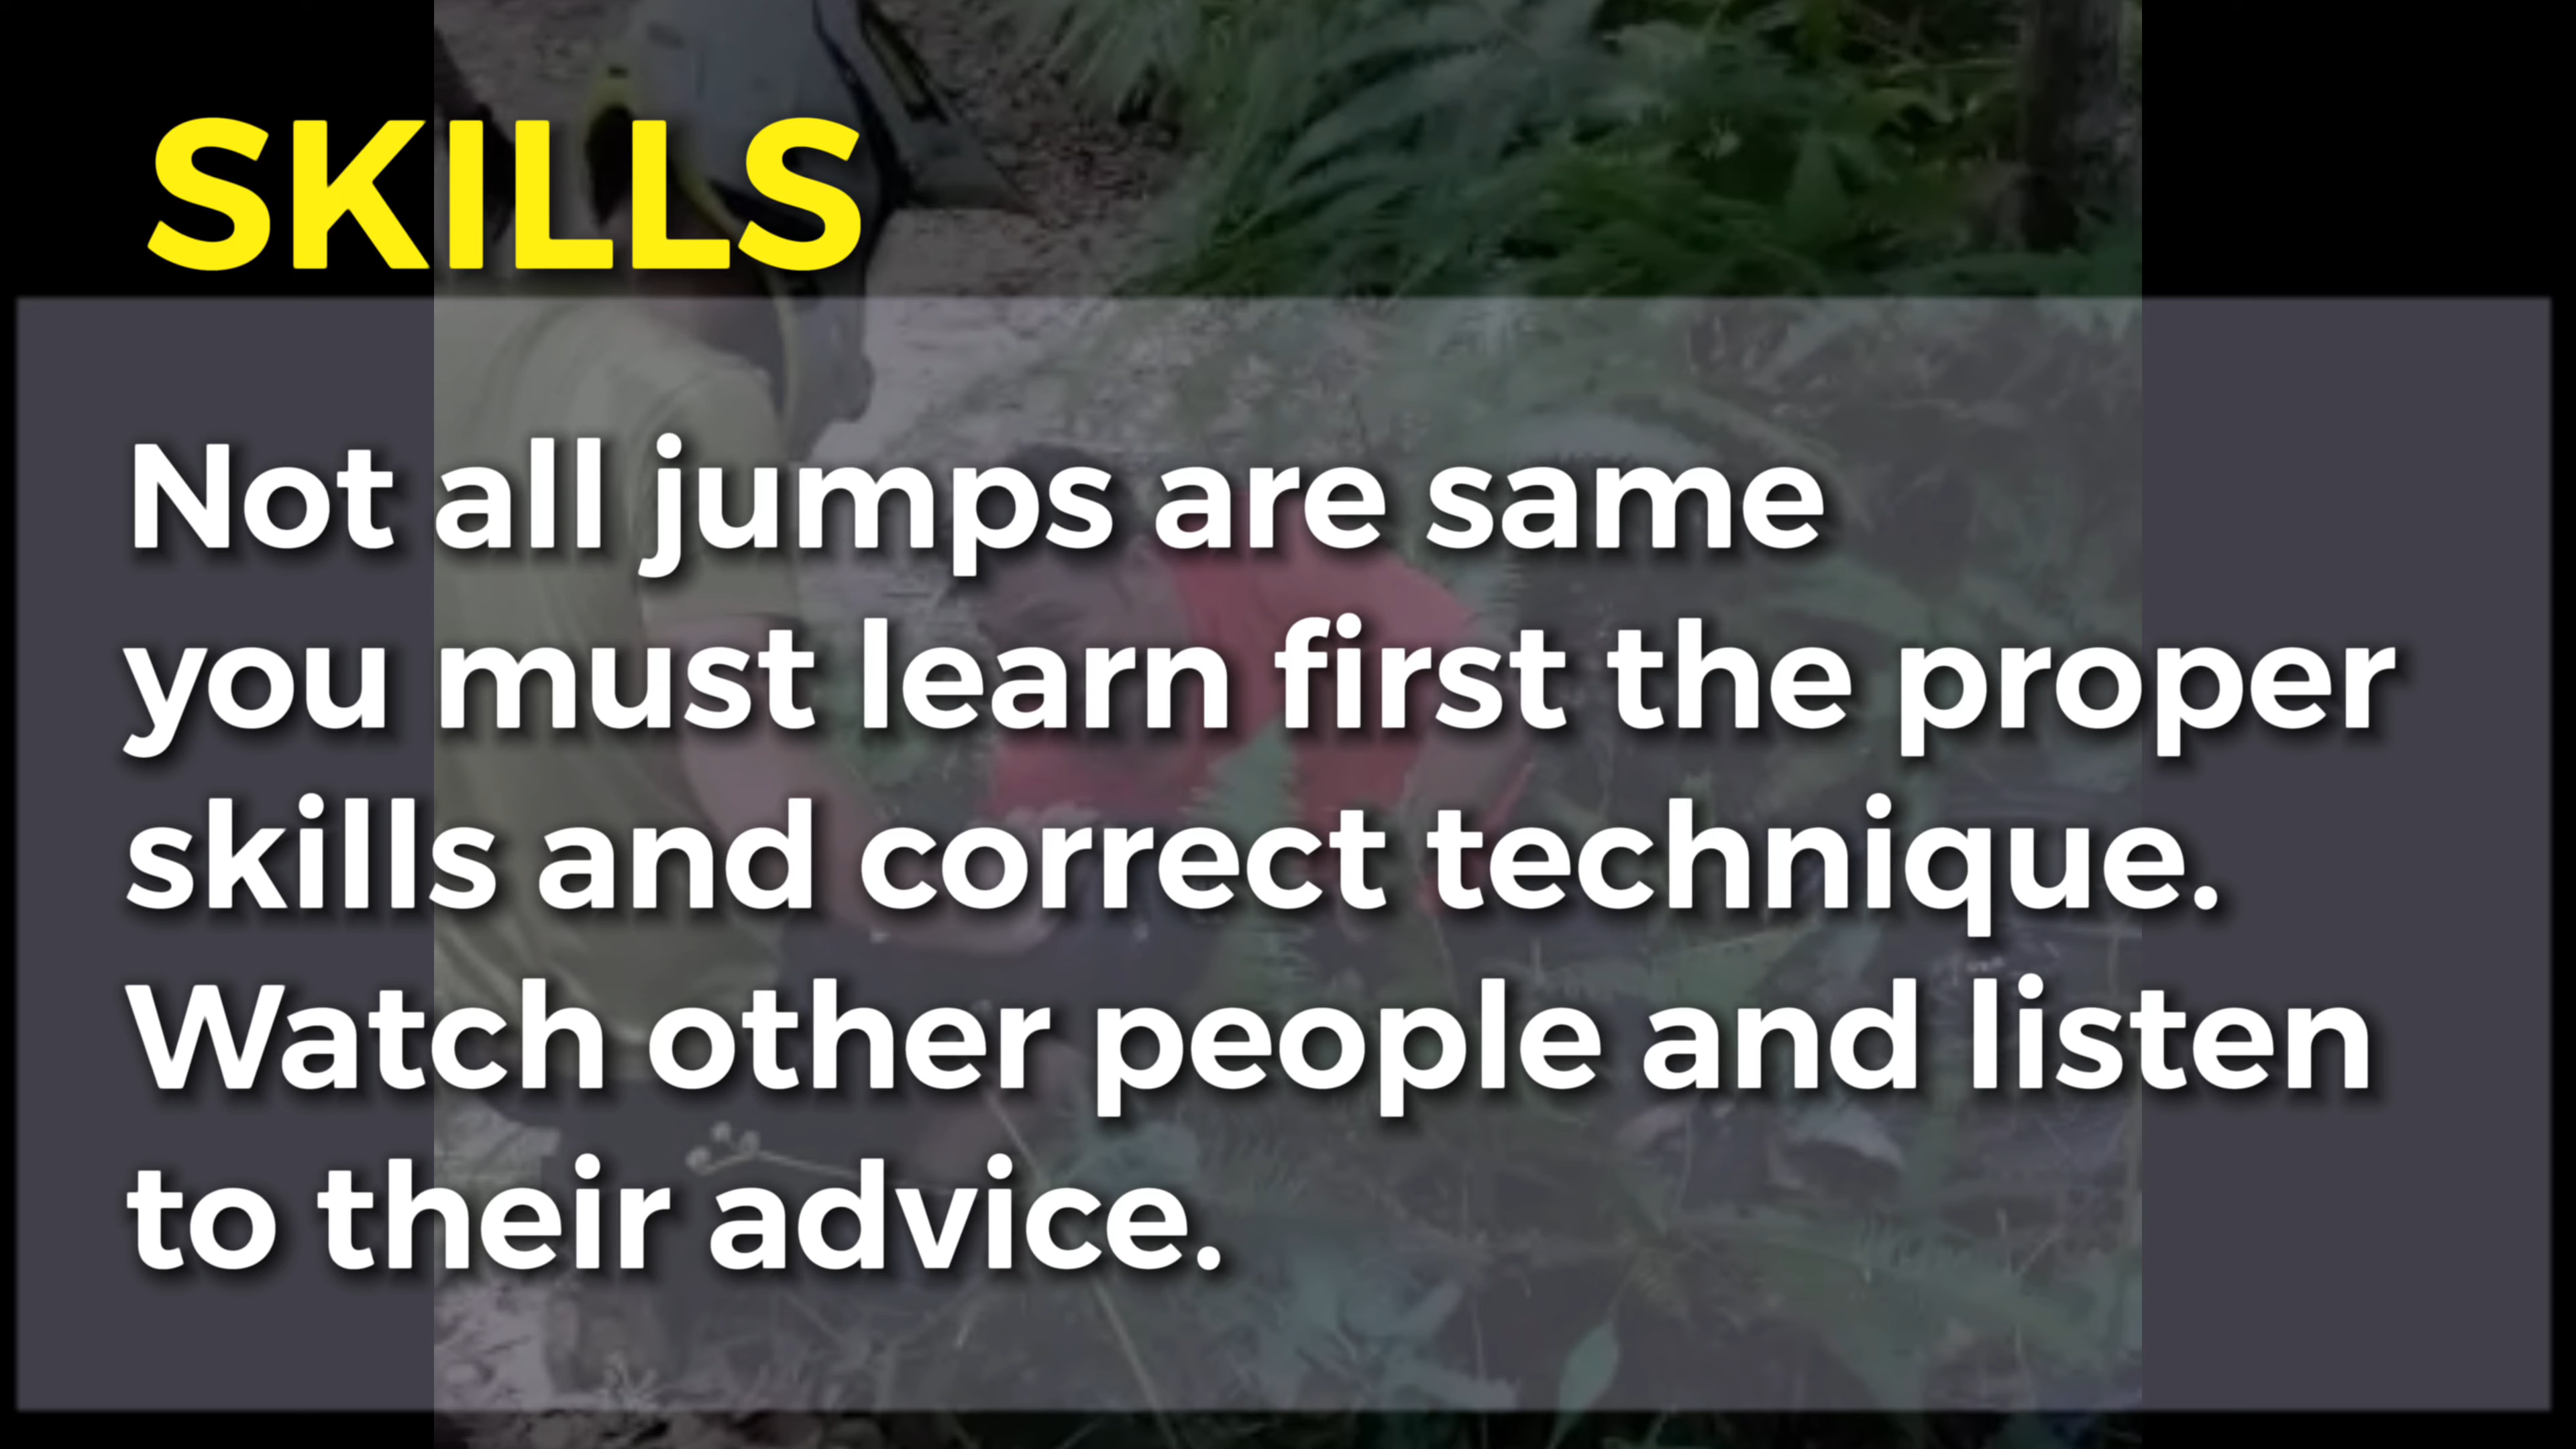 SKILLS
Not all jumps are same
you must learn first the proper
skills and correct technique.
Watch other people and listen
to their advice.